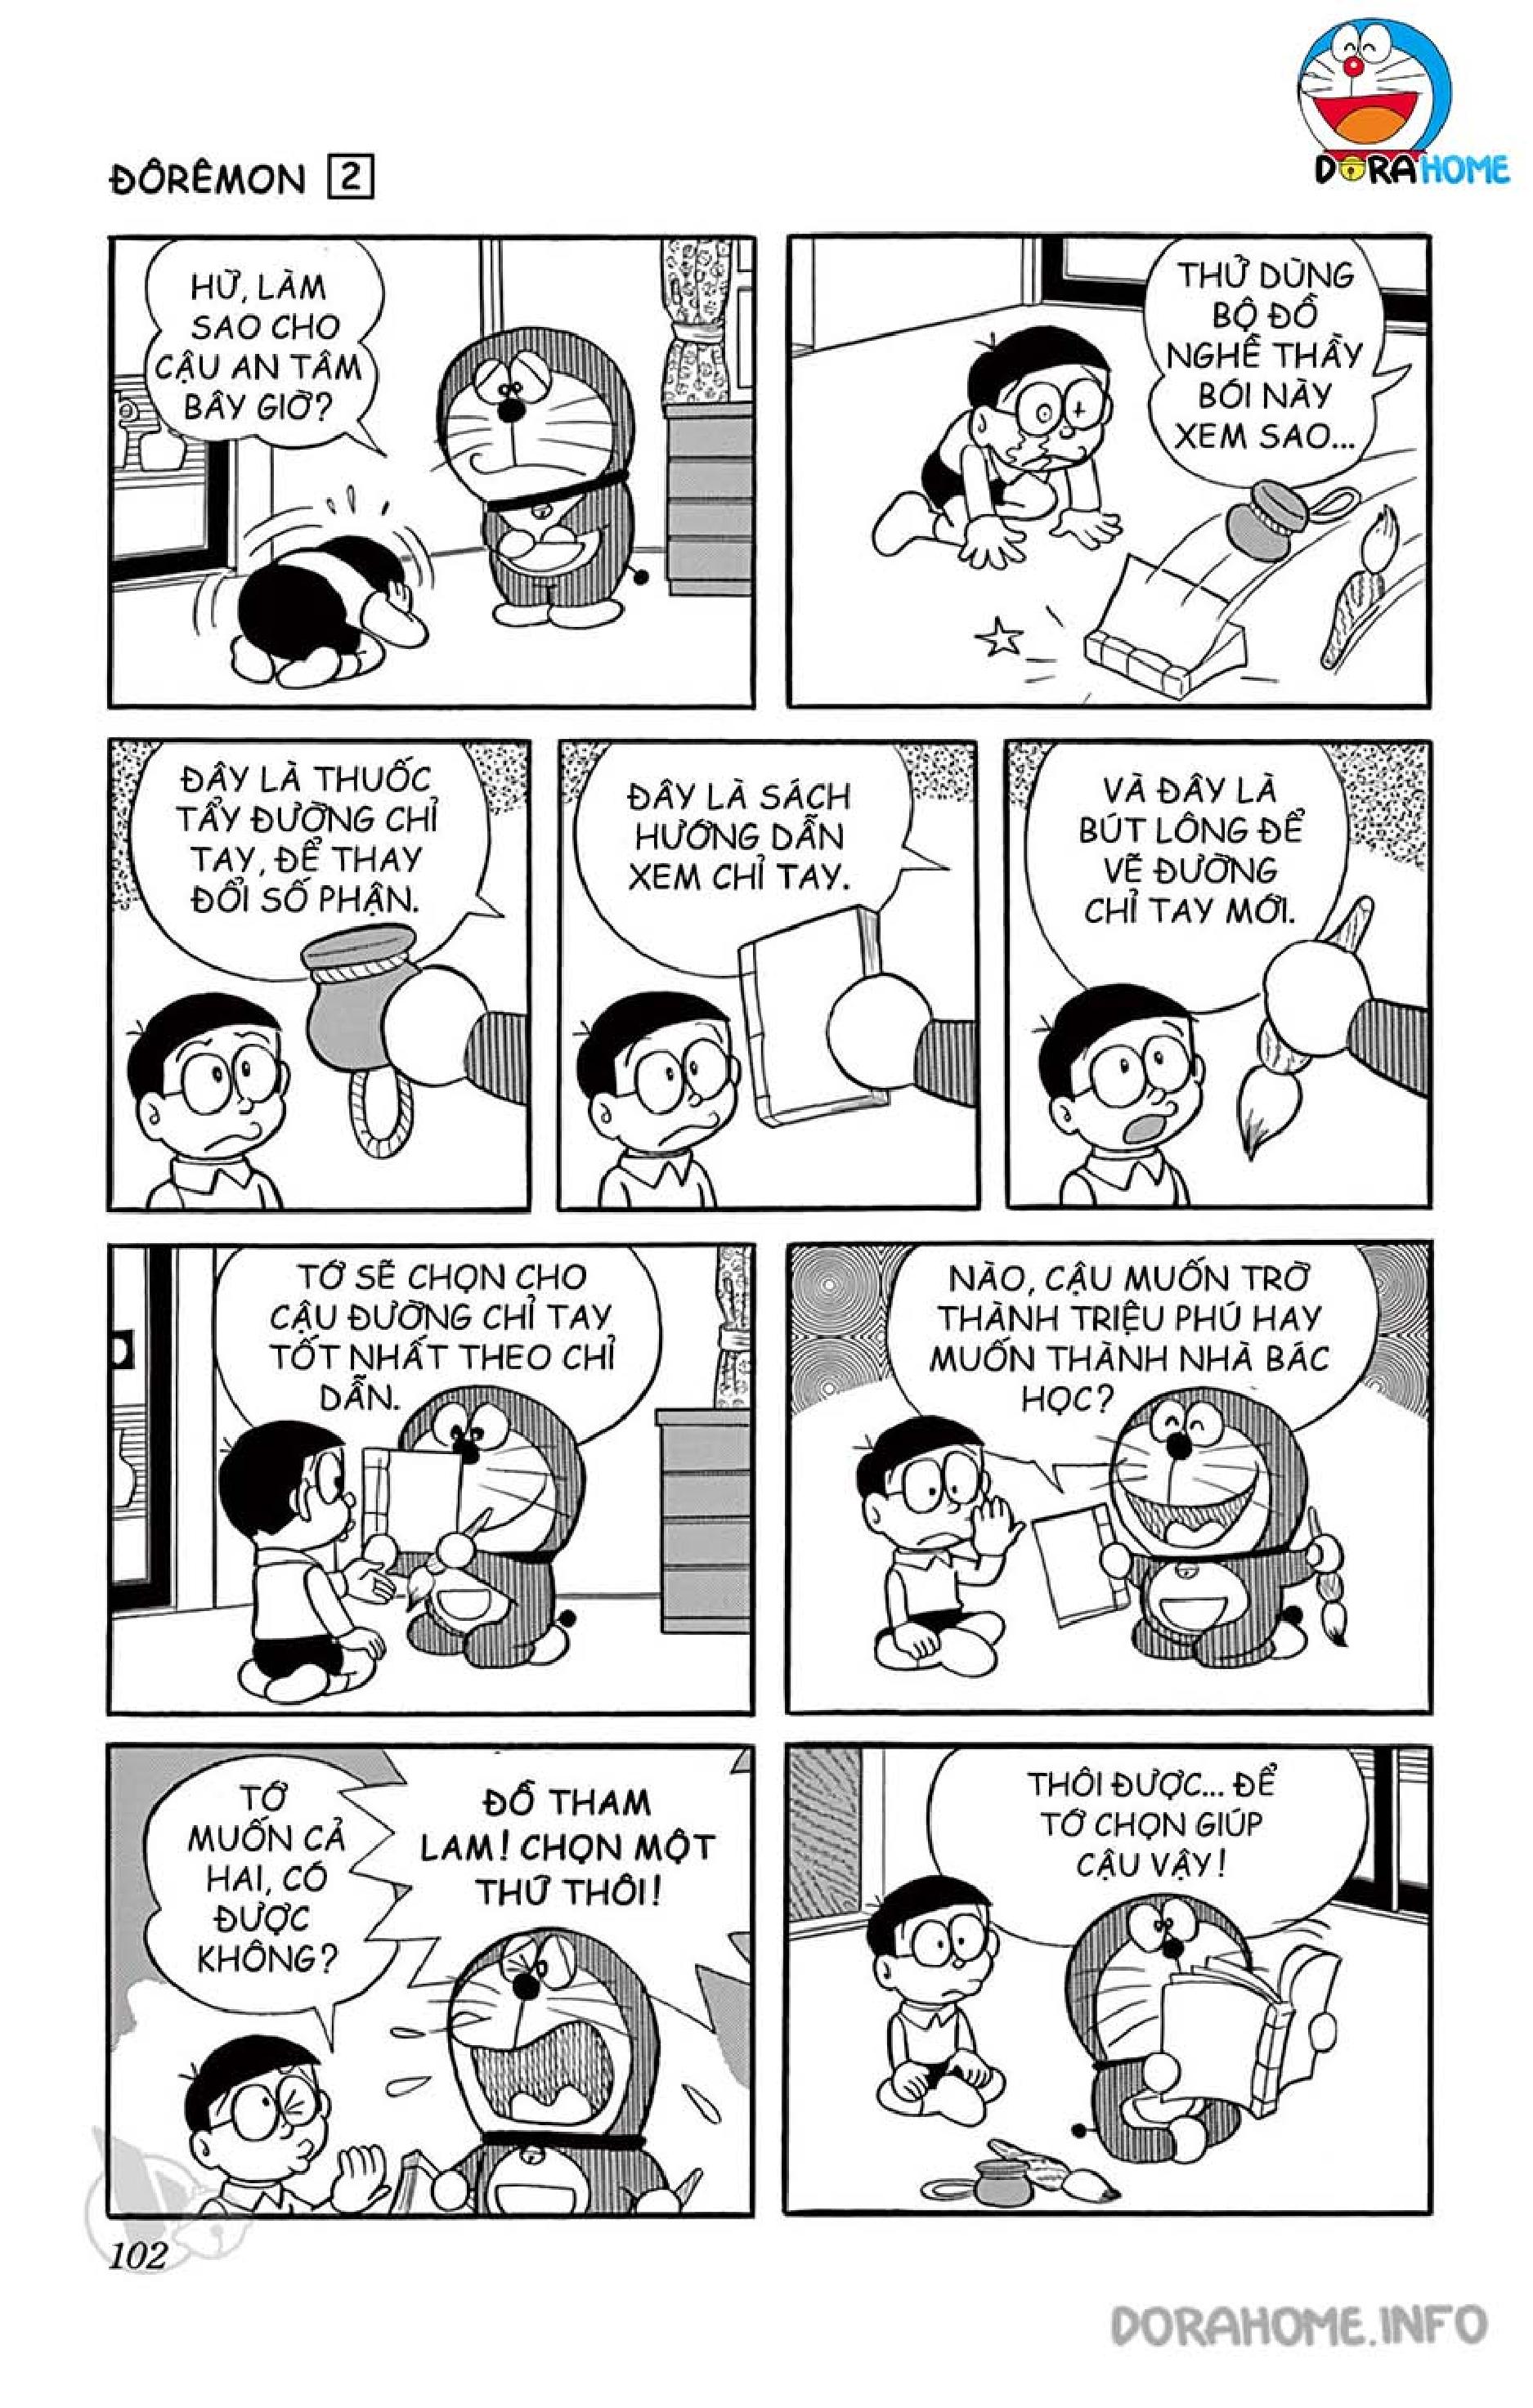 DORAHOME
ĐÔRÊMON 2
HỪ, LÀM
SAO CHO
CẬU AN TÂM
BÂY GIỜ?
THỬ DÙNG
BỘ ĐỒ
NGHỀ THẦY
BÓI NÀY
XEM SAO...
ĐÂY LÀ THUỐC
TẨY ĐƯỜNG CHỈ
TAY, ĐỂ THAY
ĐỔI SỐ PHẬN.
ĐÂY LÀ SÁCH
HƯỚNG DẪN
XEM CHỈ TAY.
VÀ ĐÂY LÀ
BÚT LÔNG ĐỂ
VẼ ĐƯỜNG
CHỈ TAY MỚI.
TỚ SẼ CHỌN CHO
CẬU ĐƯỜNG CHỈ TAY
TỐT NHẤT THEO CHỈ
DẪN.
NÀO, CẬU MUỐN TRỜ
THÀNH TRIỆU PHÚ HAY
MUỐN THÀNH NHÀ BÁC
HỌC?
TỚ
MUỐN CẢ
HAI, CÓ
ĐƯỢC
KHÔNG?
ĐỒ THAM
LAM! CHỌN MỘT
THỨ THÔI!
THÔI ĐƯỢC... ĐỂ
TỚ CHỌN GIÚP
CẬU VẬY!
102
DORAHOME.INFO